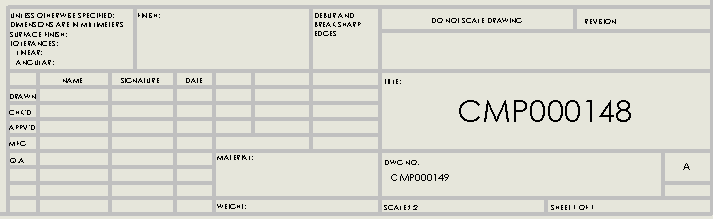 UNLESS OTHERWISE SPECIFIED:
DIMENSIONS ARE IN MILLIMETERS
SURFACE FINISH:
TOLERANCES:
LINEAR:
ANGULAR:
FINISH:
DEBUR AND
BREAK SHARP
EDGES
DO NOT SCALE DRAWING
REVISION
NAME
SIGNATURE
DATE
TITLE:
DRAWN
CHK'D
APPV'D
MFG
Q.A
CMP000148
MATERIAL:
DWG NO.
CMP000149
A
WEIGHT:
SCALE:1:2
SHEET 1 OF 1